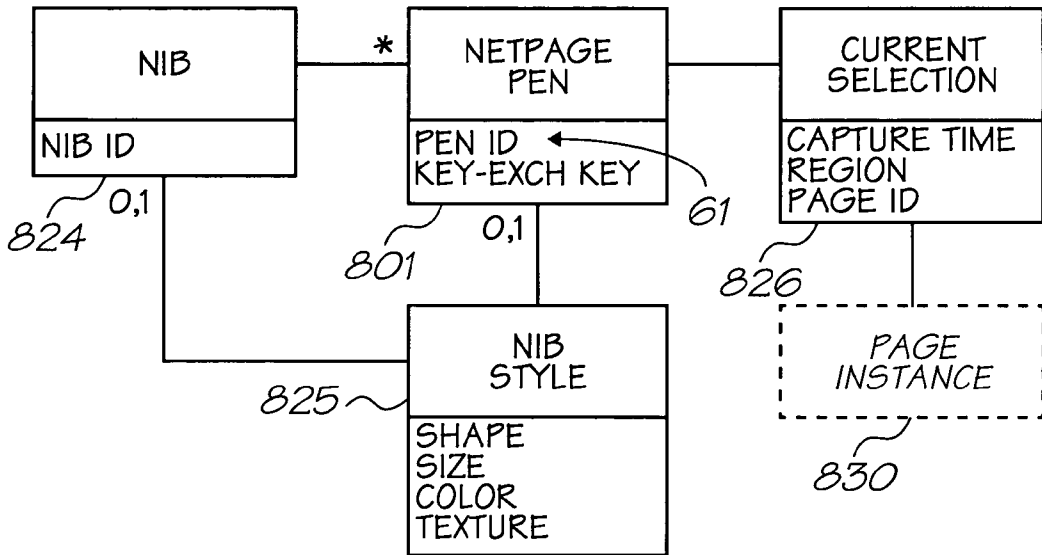 NIB
NIB ID
824
0,1
*
NETPAGE
PEN
PEN ID
KEY-EXCH KEY
61
801
0,1
CURRENT
SELECTION
CAPTURE TIME
REGION
PAGE ID
826
NIB
STYLE
825
SHAPE
SIZE
COLOR
TEXTURE
PAGE
INSTANCE
830